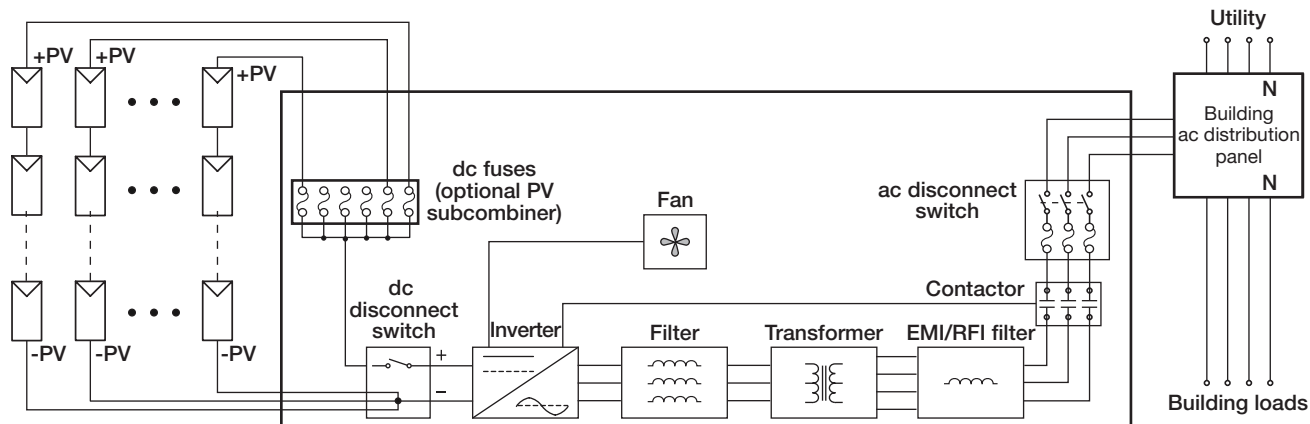 Utility
+PV
+PV
+PV
N
Building
ac distribution
panel
N
dc fuses
(optional PV
subcombiner)
Fan
ac disconnect
switch
dc
disconnect
switch
Contactor
Inverter
Filter
Transformer
EMI/RFI filter
+
–
-PV
-PV
-PV
Building loads